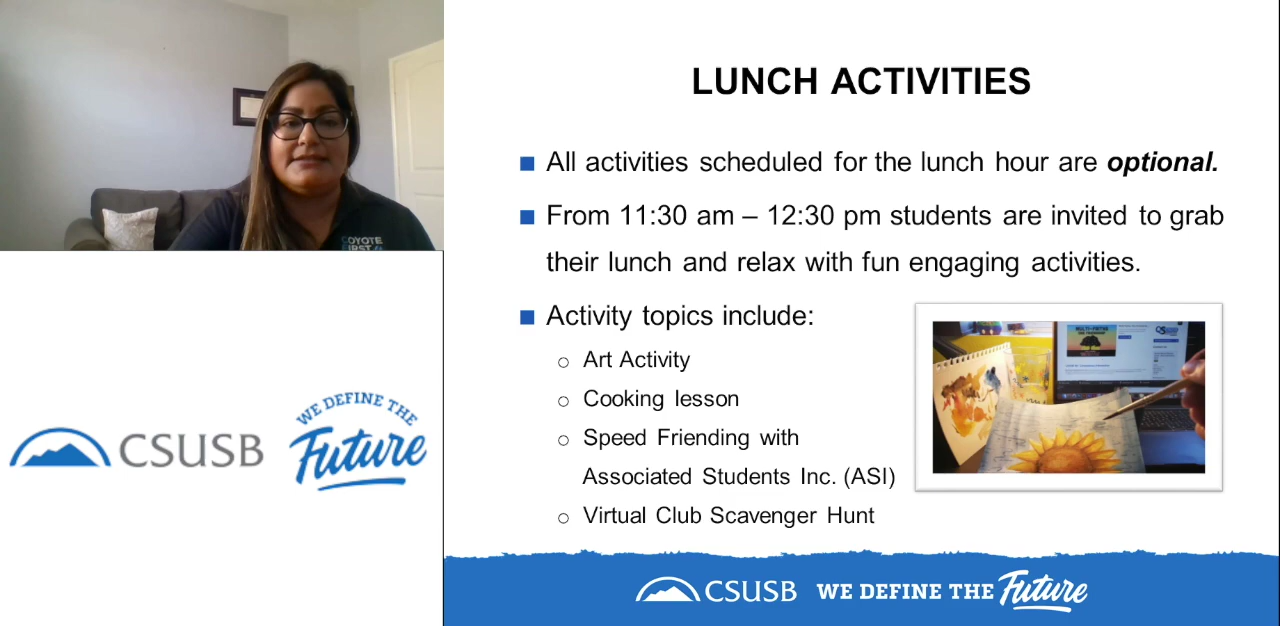 LUNCH ACTIVITIES
All activities scheduled for the lunch hour are optional.
From 11:30 am – 12:30 pm students are invited to grab
their lunch and relax with fun engaging activities.
Activity topics include:
Art Activity
Cooking lesson
Speed Friending with
Associated Students Inc. (ASI)
Virtual Club Scavenger Hunt
COYOTE
FIRST
CSUSB
WE DEFINE THE
Future
CSUSB WE DEFINE THE Future